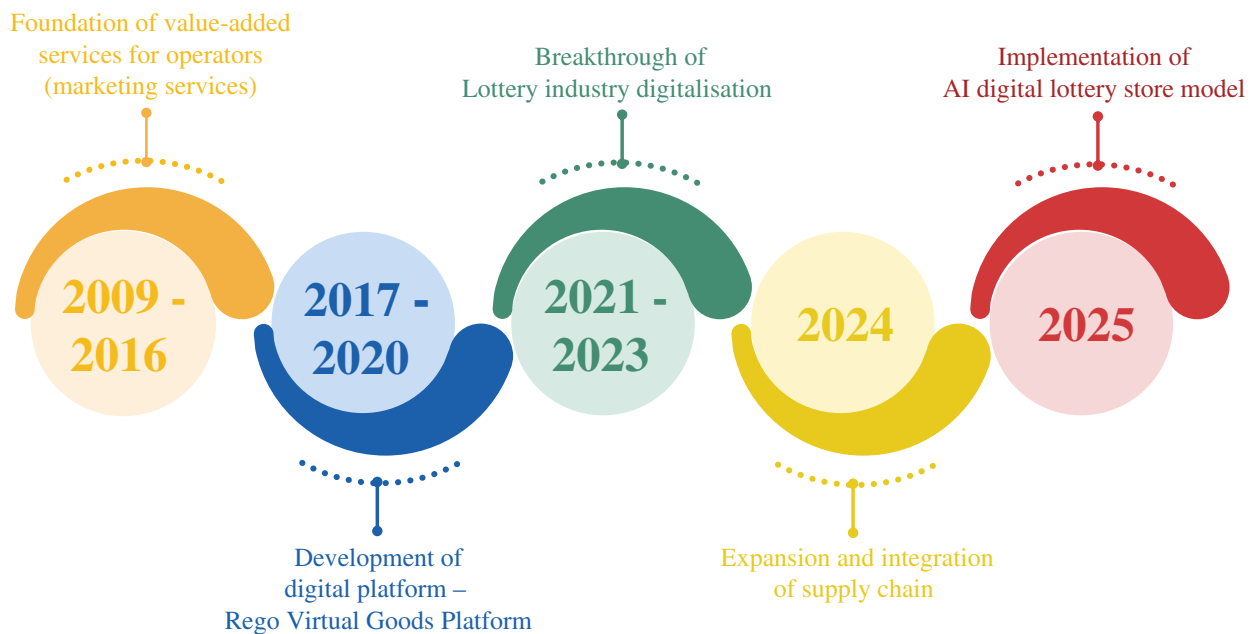 Foundation of value-added
services for operators
(marketing services)
2009 -
2016
2017 -
2020
Development of
digital platform –
Rego Virtual Goods Platform
Breakthrough of
Lottery industry digitalisation
2021 -
2023
2024
Expansion and integration
of supply chain
Implementation of
AI digital lottery store model
2025